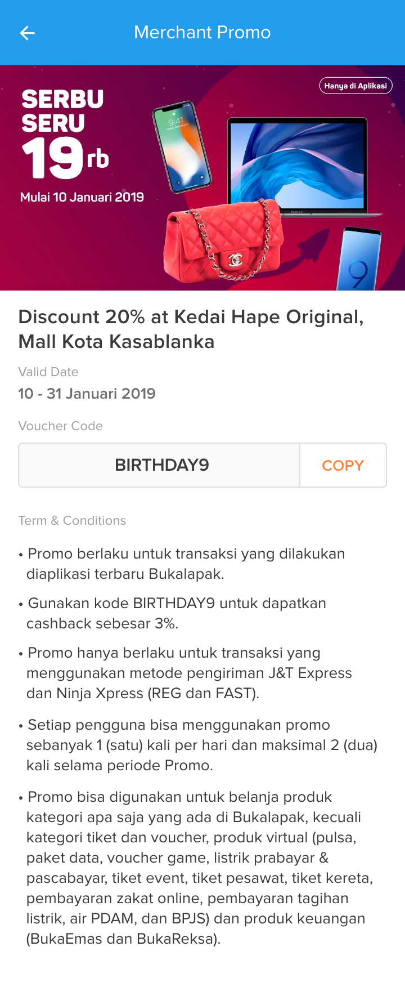 Merchant Promo
Hanya di Aplikasi
SERBU
SERU
19rb
Mulai 10 Januari 2019
9:41
MacBook Air
9
Discount 20% at Kedai Hape Original,
Mall Kota Kasablanka
Valid Date
10 - 31 Januari 2019
Voucher Code
BIRTHDAY9
COPY
Term & Conditions
• Promo berlaku untuk transaksi yang dilakukan
diaplikasi terbaru Bukalapak.
• Gunakan kode BIRTHDAY9 untuk dapatkan
cashback sebesar 3%.
• Promo hanya berlaku untuk transaksi yang
menggunakan metode pengiriman J&T Express
dan Ninja Xpress (REG dan FAST).
• Setiap pengguna bisa menggunakan promo
sebanyak 1 (satu) kali per hari dan maksimal 2 (dua)
kali selama periode Promo.
• Promo bisa digunakan untuk belanja produk
kategori apa saja yang ada di Bukalapak, kecuali
kategori tiket dan voucher, produk virtual (pulsa,
paket data, voucher game, listrik prabayar &
pascabayar, tiket event, tiket pesawat, tiket kereta,
pembayaran zakat online, pembayaran tagihan
listrik, air PDAM, dan BPJS) dan produk keuangan
(BukaEmas dan BukaReksa).